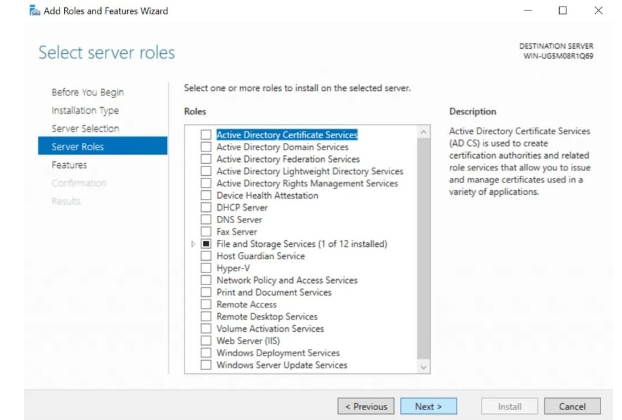 Add Roles and Features Wizard
Select server roles
DESTINATION SERVER
WIN-UG5M08R1Q69
Before You Begin
Installation Type
Server Selection
Server Roles
Features
Confirmation
Results
Select one or more roles to install on the selected server.
Roles
Active Directory Certificate Services
Active Directory Domain Services
Active Directory Federation Services
Active Directory Lightweight Directory Services
Active Directory Rights Management Services
Device Health Attestation
DHCP Server
DNS Server
Fax Server
File and Storage Services (1 of 12 installed)
Host Guardian Service
Hyper-V
Network Policy and Access Services
Print and Document Services
Remote Access
Remote Desktop Services
Volume Activation Services
Web Server (IIS)
Windows Deployment Services
Windows Server Update Services
Description
Active Directory Certificate Services
(AD CS) is used to create
certification authorities and related
role services that allow you to issue
and manage certificates used in a
variety of applications.
< Previous
Next >
Install
Cancel